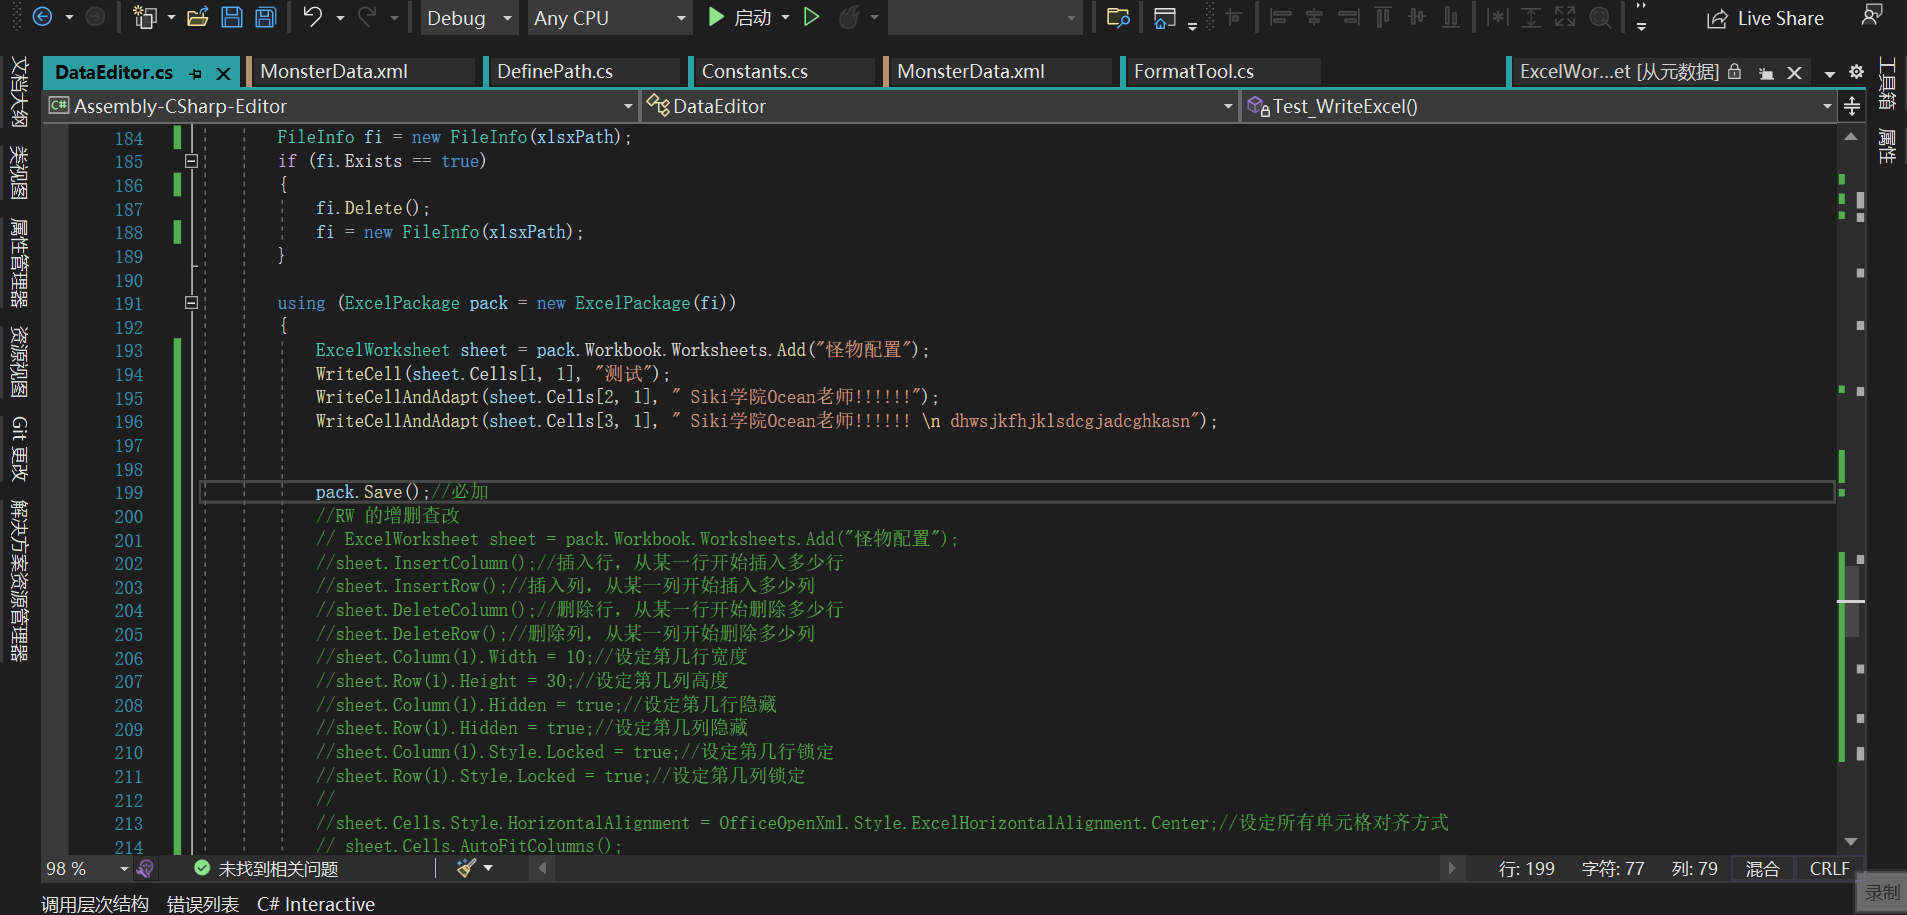 Debug
Any CPU
启动
Live Share
DataEditor.cs
MonsterData.xml
DefinePath.cs
Constants.cs
MonsterData.xml
FormatTool.cs
ExcelWor...et [从元数据]
C# Assembly-CSharp-Editor
DataEditor
Test_WriteExcel()
文档大纲
类视图
属性管理器
资源视图
Git 更改
解决方案资源管理器
工具箱
属性
184 FileInfo fi = new FileInfo(xlsxPath);
185 if (fi.Exists == true)
186 {
187 fi.Delete();
188 fi = new FileInfo(xlsxPath);
189 }
190
191 using (ExcelPackage pack = new ExcelPackage(fi))
192 {
193 ExcelWorksheet sheet = pack.Workbook.Worksheets.Add("怪物配置");
194 WriteCell(sheet.Cells[1, 1], "测试");
195 WriteCellAndAdapt(sheet.Cells[2, 1], " Siki学院Ocean老师!!!!!!");
196 WriteCellAndAdapt(sheet.Cells[3, 1], " Siki学院Ocean老师!!!!!! \n dhwsjkfhjklsdcgjadcghkasn");
197
198
199 pack.Save();//必加
200 //RW 的增删查改
201 // ExcelWorksheet sheet = pack.Workbook.Worksheets.Add("怪物配置");
202 //sheet.InsertColumn();//插入行，从某一行开始插入多少行
203 //sheet.InsertRow();//插入列，从某一列开始插入多少列
204 //sheet.DeleteColumn();//删除行，从某一行开始删除多少行
205 //sheet.DeleteRow();//删除列，从某一列开始删除多少列
206 //sheet.Column(1).Width = 10;//设定第几行宽度
207 //sheet.Row(1).Height = 30;//设定第几列高度
208 //sheet.Column(1).Hidden = true;//设定第几行隐藏
209 //sheet.Row(1).Hidden = true;//设定第几列隐藏
210 //sheet.Column(1).Style.Locked = true;//设定第几行锁定
211 //sheet.Row(1).Style.Locked = true;//设定第几列锁定
212 //
213 //sheet.Cells.Style.HorizontalAlignment = OfficeOpenXml.Style.ExcelHorizontalAlignment.Center;//设定所有单元格对齐方式
214 // sheet.Cells.AutoFitColumns();
98 %
未找到相关问题
行: 199
字符: 77
列: 79
混合
CRLF
录制
调用层次结构
错误列表
C# Interactive